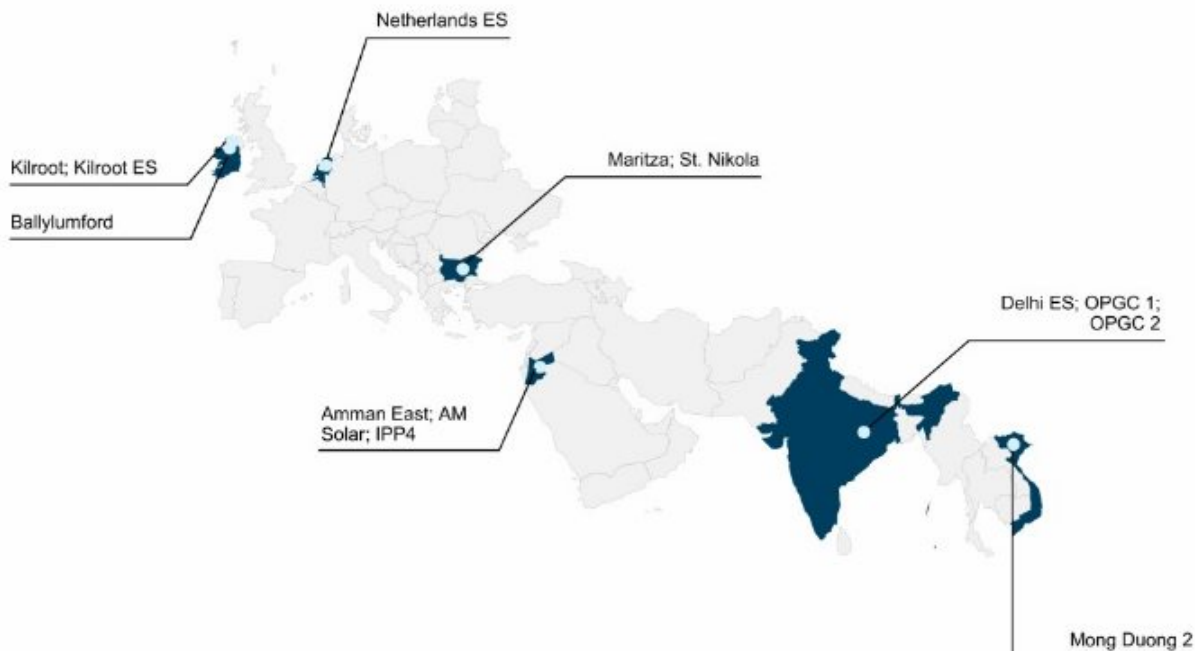 Netherlands ES
Kilroot; Kilroot ES
Maritza; St. Nikola
Ballylumford
Delhi ES; OPGC 1;
OPGC 2
Amman East; AM
Solar; IPP4
Mong Duong 2